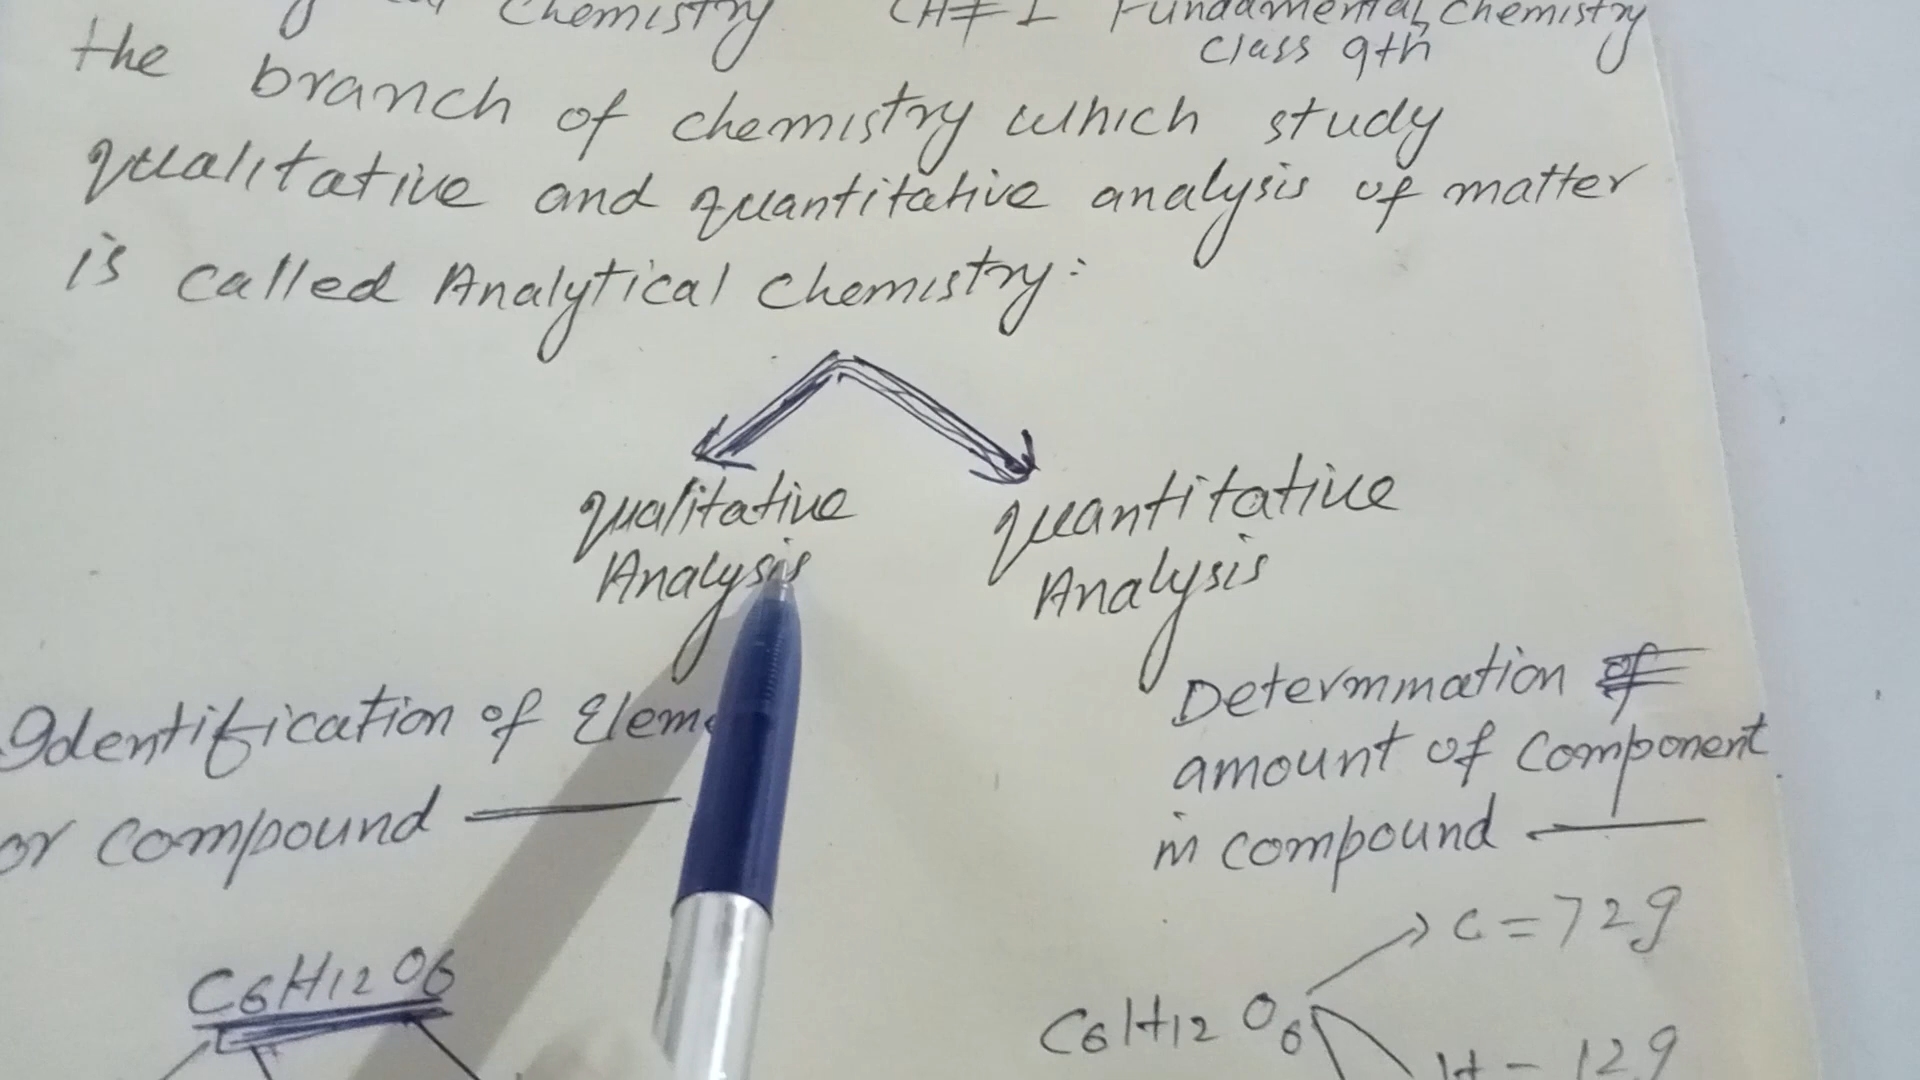 Chemistry CH # 1 Fundamental Chemistry
Class 9th
the branch of chemistry which study
qualitative and quantitative analysis of matter
is called Analytical Chemistry:
qualitative
Analysis
quantitative
Analysis
Identification of
or compound
Determination of
amount of Component
in compound
C6H12O6
C = 72g
C6H12O6
H = 12g